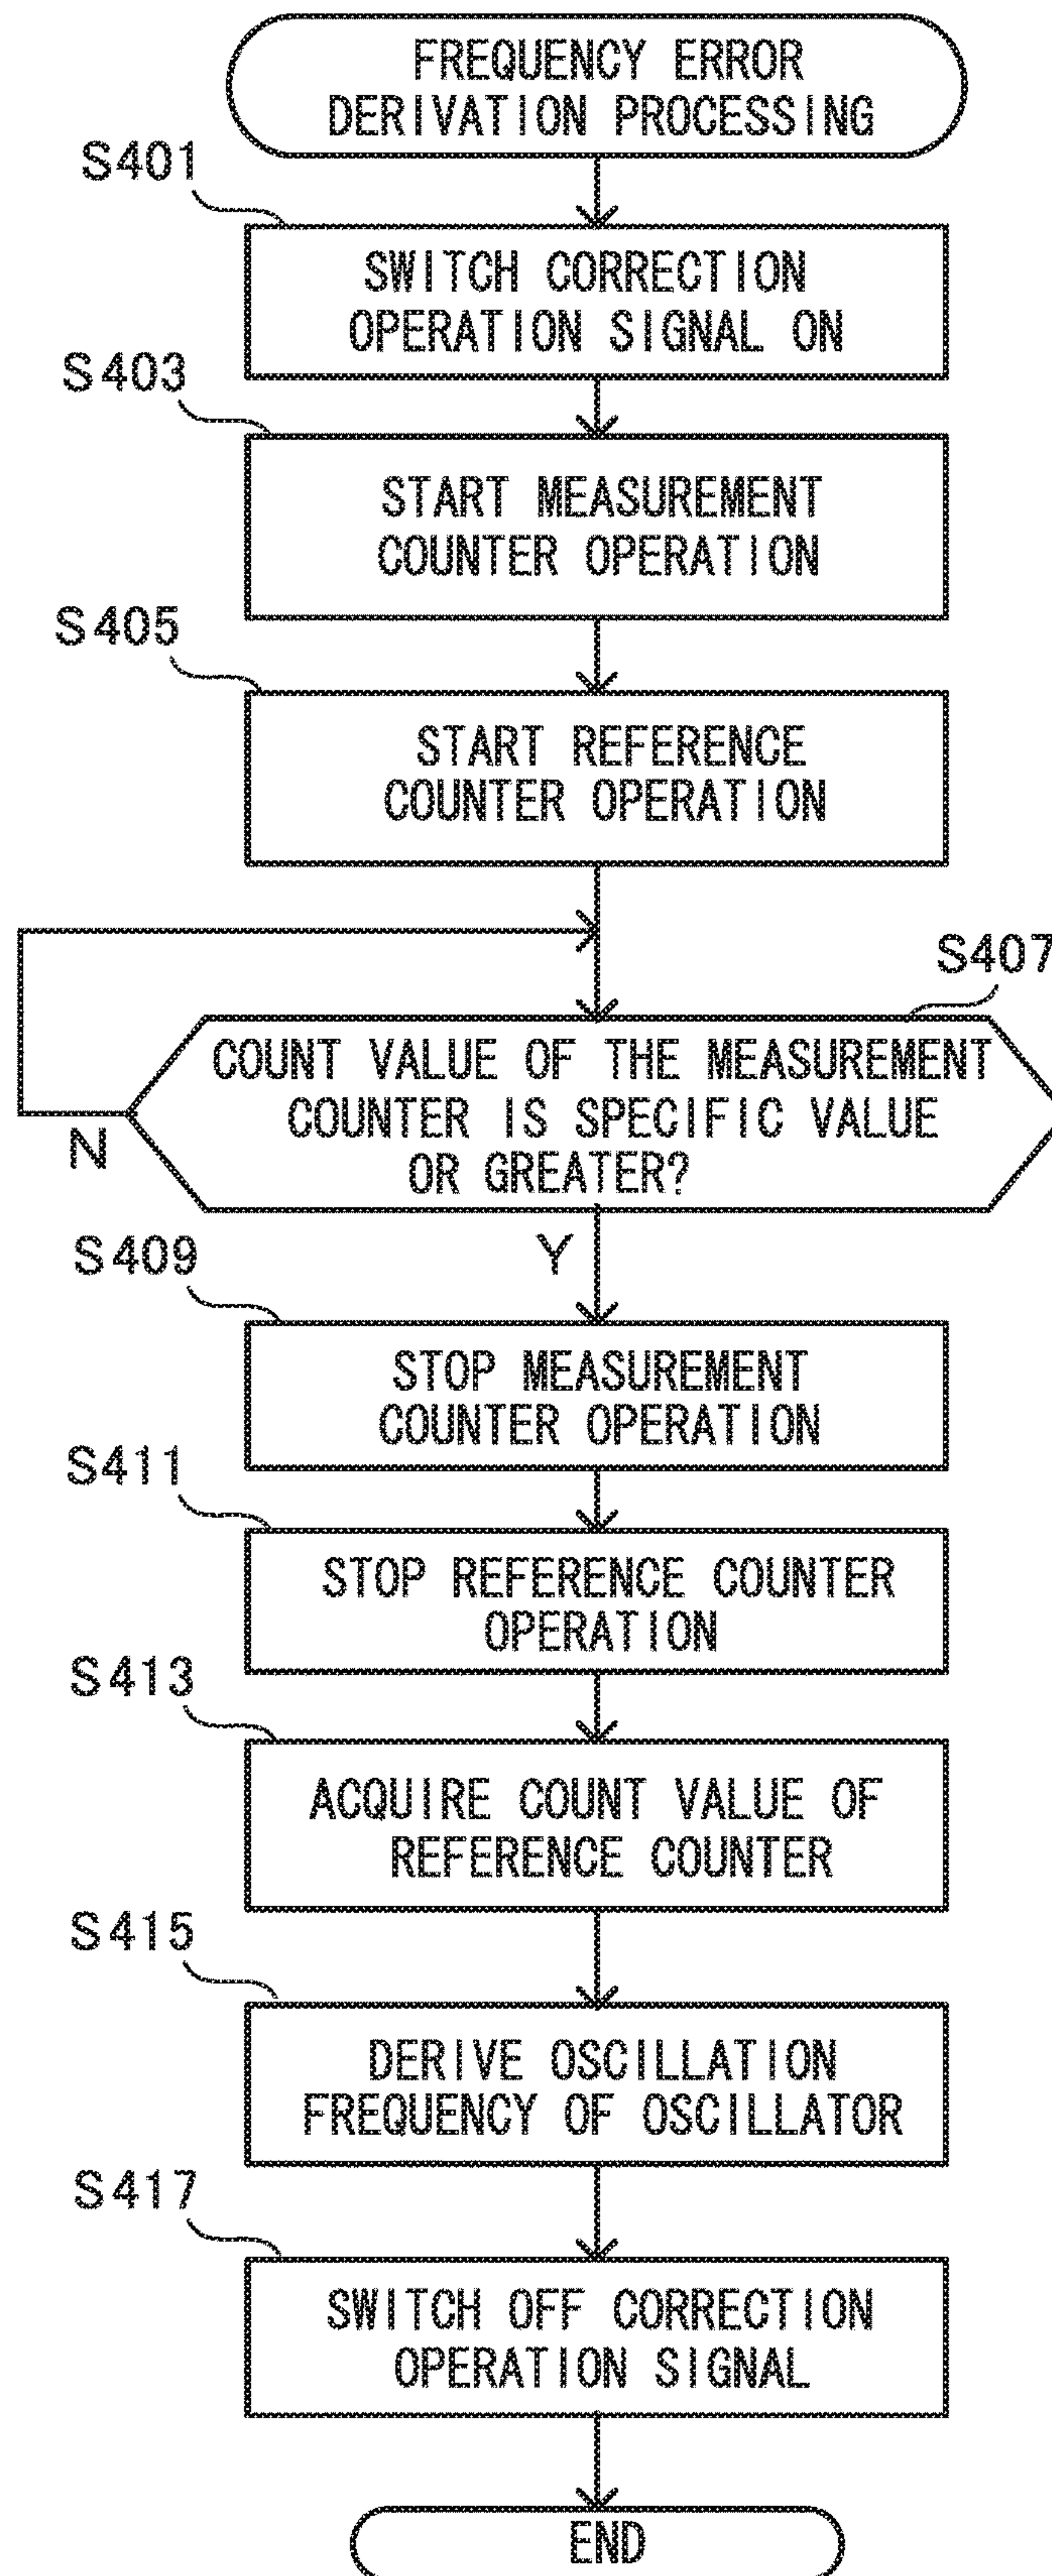 FREQUENCY ERROR
DERIVATION PROCESSING
S401
SWITCH CORRECTION
OPERATION SIGNAL ON
S403
START MEASUREMENT
COUNTER OPERATION
S405
START REFERENCE
COUNTER OPERATION
S407
COUNT VALUE OF THE MEASUREMENT
COUNTER IS SPECIFIC VALUE
OR GREATER?
N
Y
S409
STOP MEASUREMENT
COUNTER OPERATION
S411
STOP REFERENCE COUNTER
OPERATION
S413
ACQUIRE COUNT VALUE OF
REFERENCE COUNTER
S415
DERIVE OSCILLATION
FREQUENCY OF OSCILLATOR
S417
SWITCH OFF CORRECTION
OPERATION SIGNAL
END